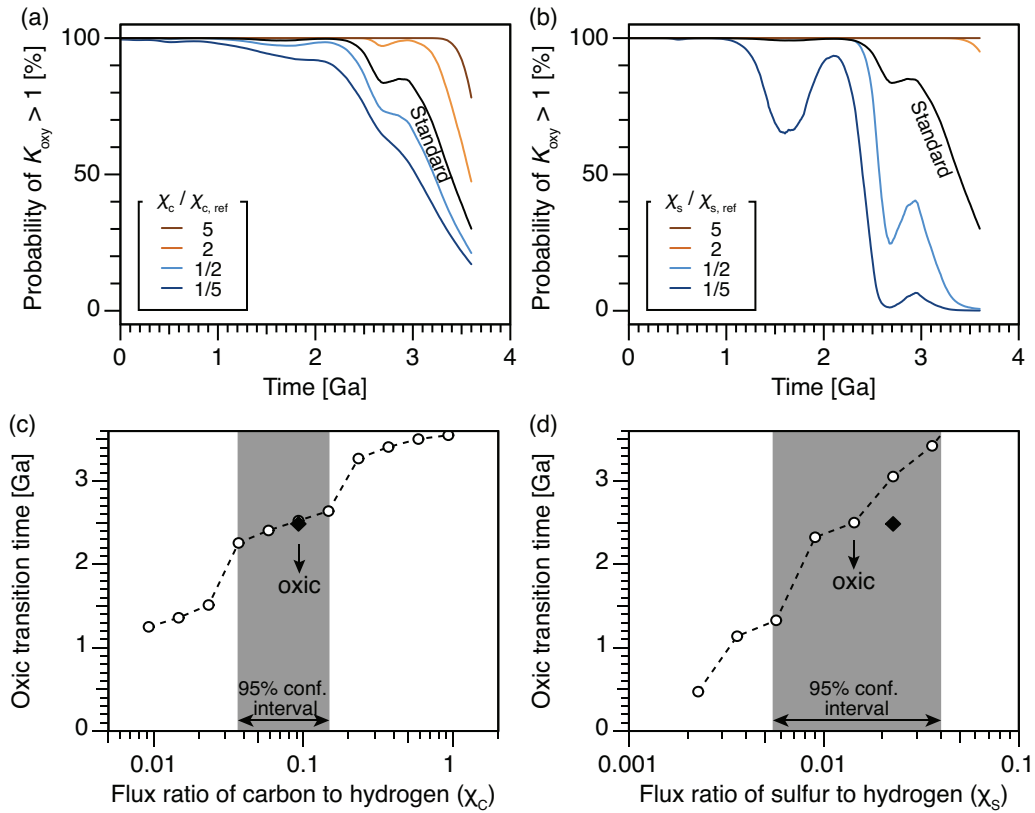 (a)
Probability of K_oxy > 1 [%]
100
50
0
Standard
χ_c / χ_c, ref
5
2
1/2
1/5
0 1 2 3 4
Time [Ga]
(b)
Probability of K_oxy > 1 [%]
100
50
0
Standard
χ_s / χ_s, ref
5
2
1/2
1/5
0 1 2 3 4
Time [Ga]
(c)
Oxic transition time [Ga]
3
2
1
0
oxic
95% conf.
interval
0.01 0.1 1
Flux ratio of carbon to hydrogen (χ_C)
(d)
Oxic transition time [Ga]
3
2
1
0
oxic
95% conf.
interval
0.001 0.01 0.1
Flux ratio of sulfur to hydrogen (χ_S)